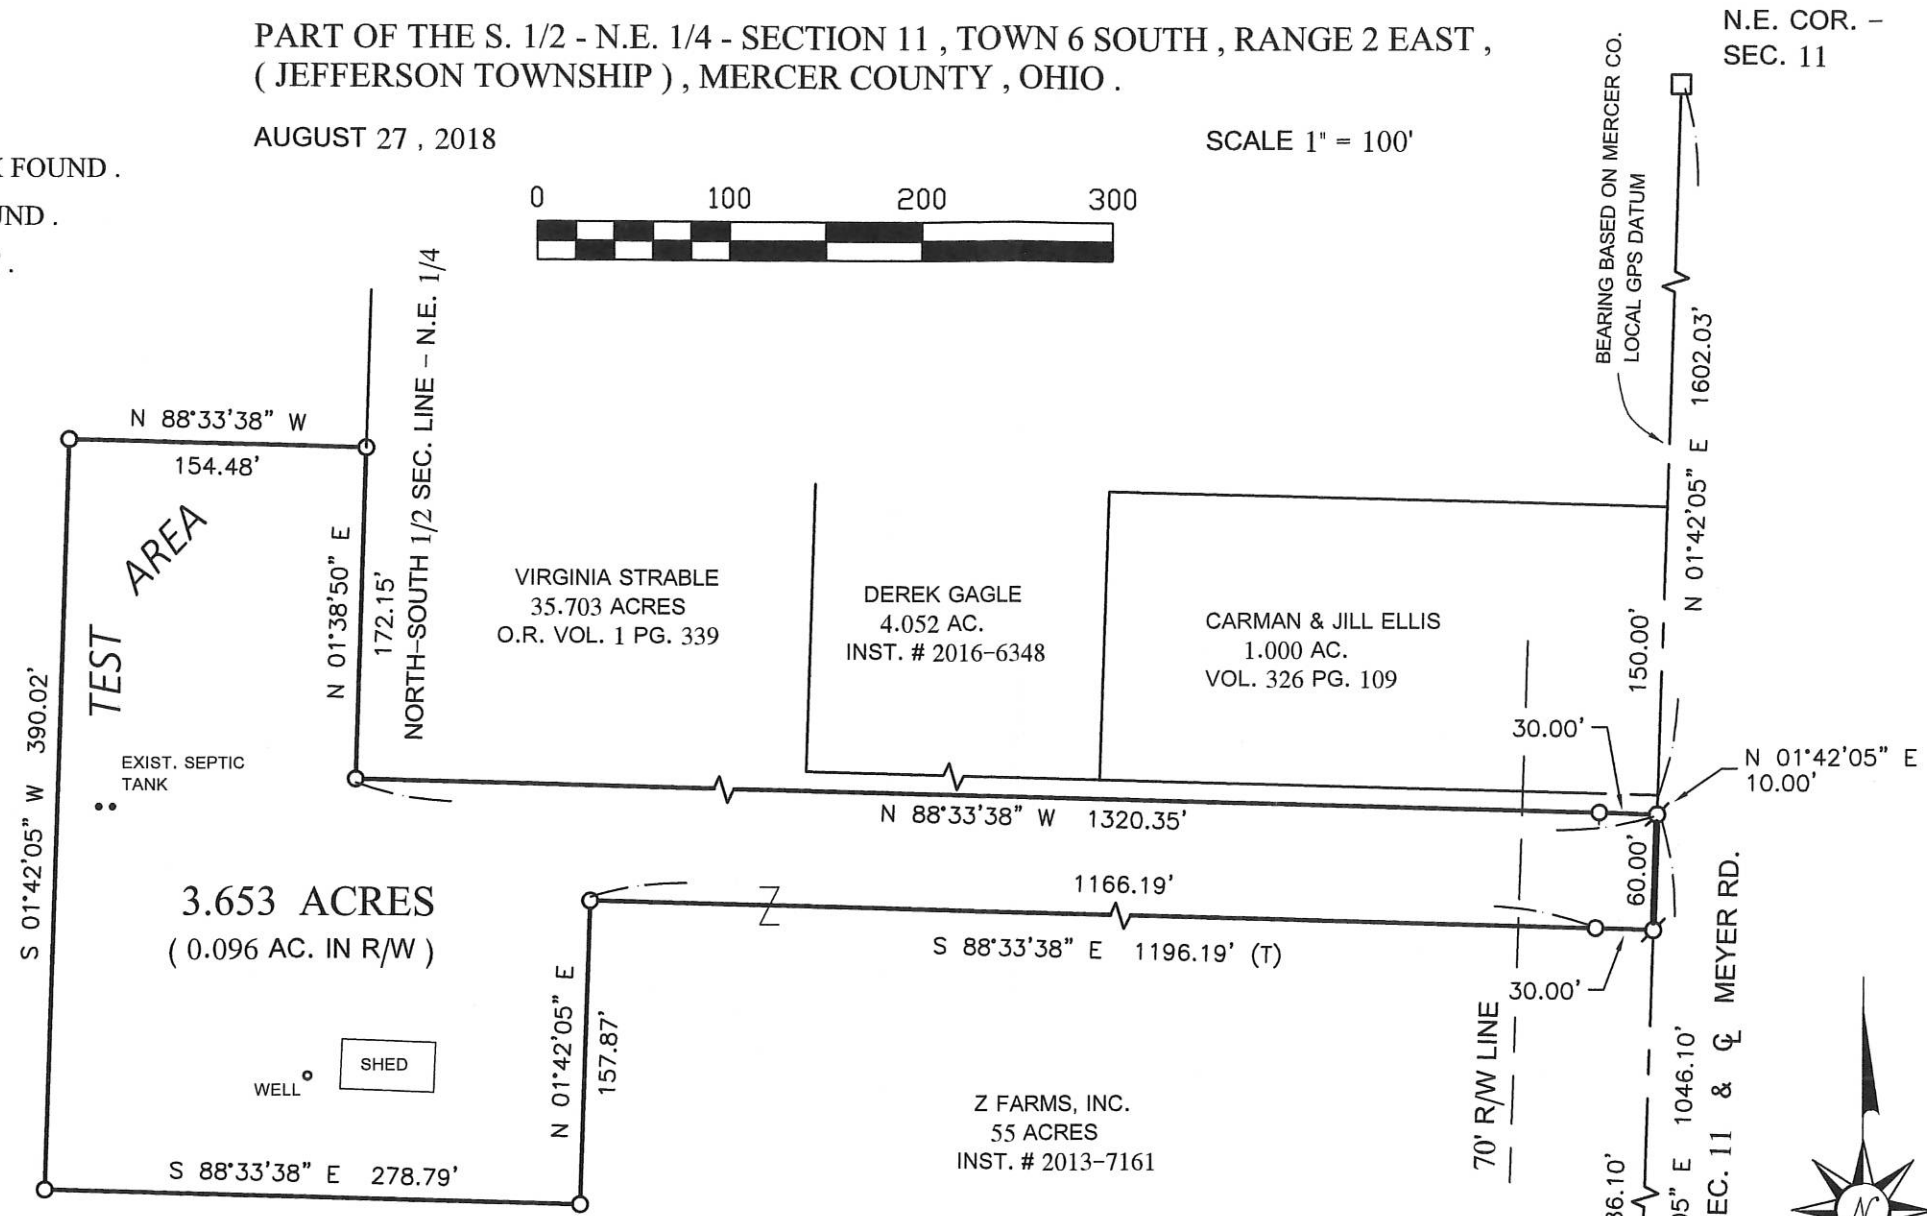 PART OF THE S. 1/2 - N.E. 1/4 - SECTION 11 , TOWN 6 SOUTH , RANGE 2 EAST ,
( JEFFERSON TOWNSHIP ) , MERCER COUNTY , OHIO .
N.E. COR. –
SEC. 11
AUGUST 27 , 2018
SCALE 1" = 100'
FOUND .
0 100 200 300
BEARING BASED ON MERCER CO.
LOCAL GPS DATUM
N 01°42'05" E 1602.03'
N 88°33'38" W
154.48'
NORTH–SOUTH 1/2 SEC. LINE – N.E. 1/4
N 01°38'50" E
172.15'
TEST AREA
S 01°42'05" W 390.02'
EXIST. SEPTIC
TANK
VIRGINIA STRABLE
35.703 ACRES
O.R. VOL. 1 PG. 339
DEREK GAGLE
4.052 AC.
INST. # 2016–6348
CARMAN & JILL ELLIS
1.000 AC.
VOL. 326 PG. 109
150.00'
30.00'
N 01°42'05" E
10.00'
N 88°33'38" W 1320.35'
60.00'
1166.19'
S 88°33'38" E 1196.19' (T)
30.00'
3.653 ACRES
( 0.096 AC. IN R/W )
N 01°42'05" E
157.87'
WELL
SHED
S 88°33'38" E 278.79'
Z FARMS, INC.
55 ACRES
INST. # 2013–7161
70' R/W LINE
36.10'
05" E 1046.10'
EC. 11 & ℄ MEYER RD.
N